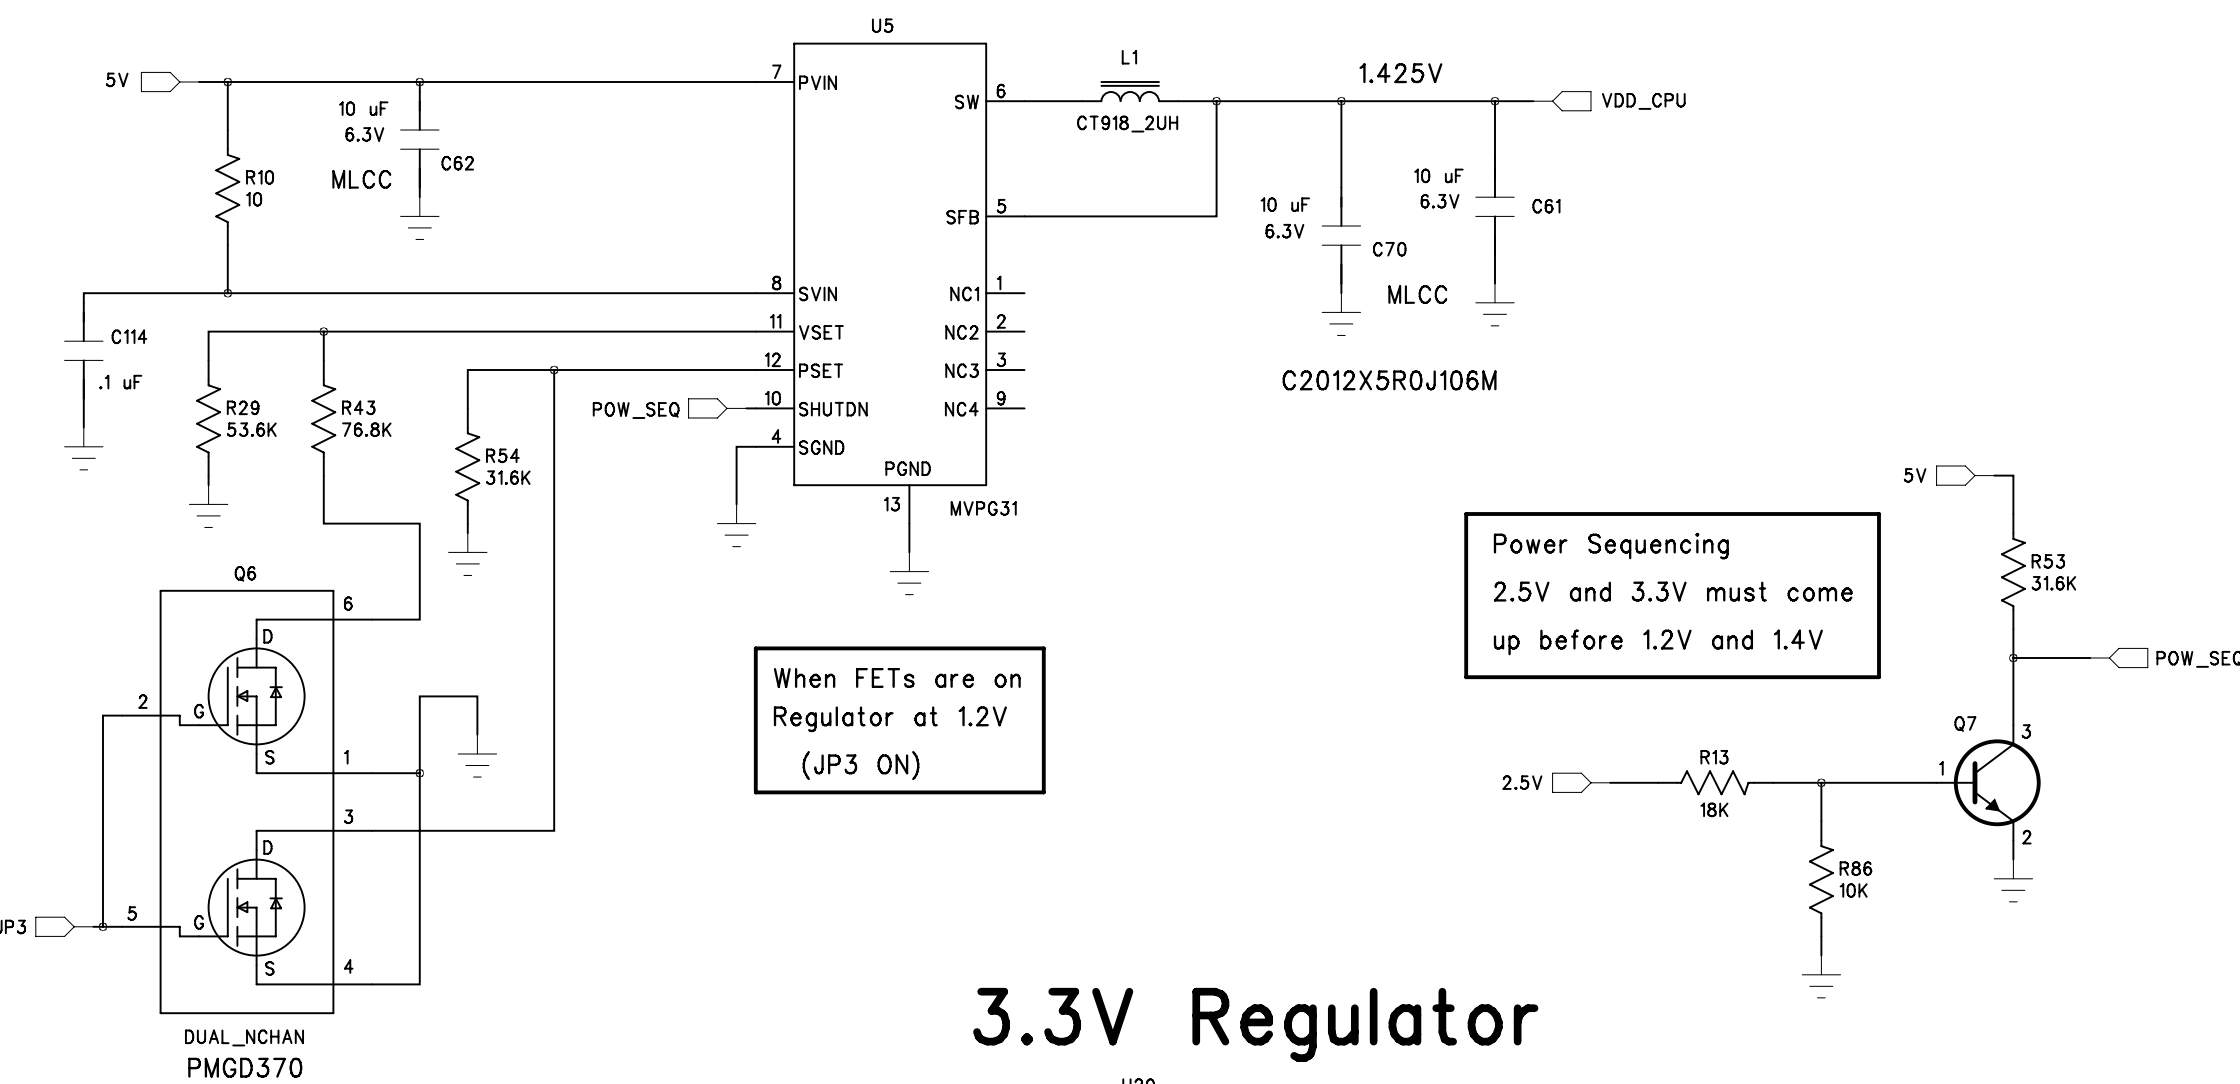 U5
5V
7
PVIN
10 uF
6.3V
C62
MLCC
R10
10
SW
6
L1
CT918_2UH
1.425V
VDD_CPU
SFB
5
10 uF
6.3V
C70
MLCC
10 uF
6.3V
C61
C2012X5R0J106M
8
SVIN
C114
.1 uF
11
VSET
12
PSET
POW_SEQ
10
SHUTDN
4
SGND
NC1
1
NC2
2
NC3
3
NC4
9
PGND
13
MVPG31
R29
53.6K
R43
76.8K
R54
31.6K
Q6
6
D
2
G
S
1
3
D
JP3
5
G
S
4
DUAL_NCHAN
PMGD370
When FETs are on
Regulator at 1.2V
(JP3 ON)
Power Sequencing
2.5V and 3.3V must come
up before 1.2V and 1.4V
5V
R53
31.6K
POW_SEQ
Q7
3
1
2
2.5V
R13
18K
R86
10K
3.3V Regulator